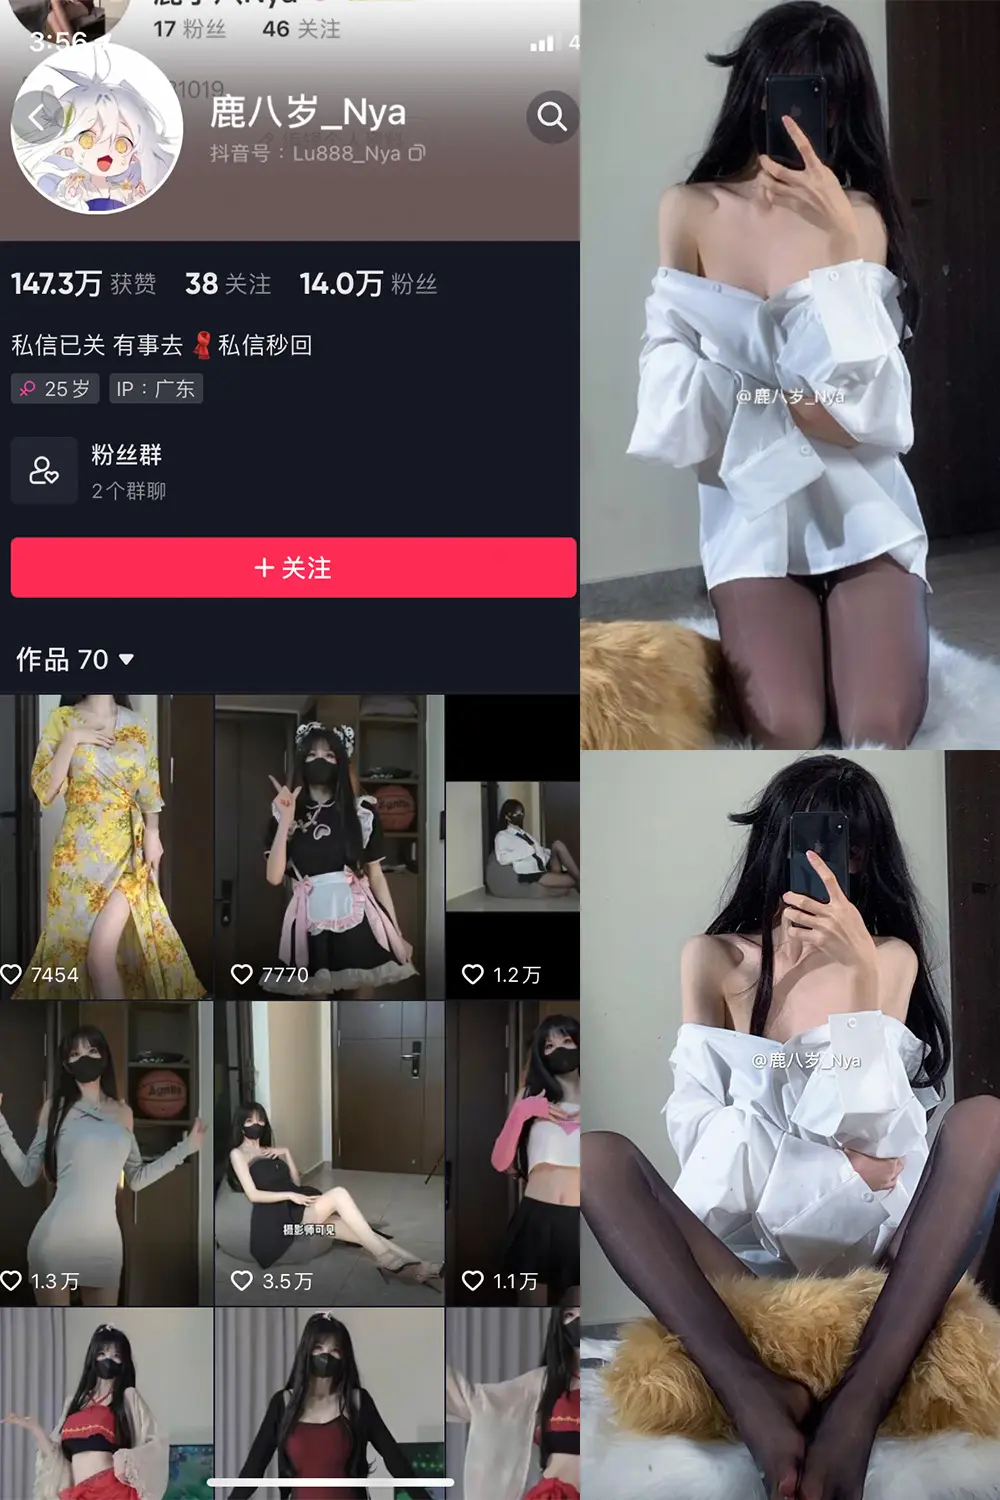 17 粉丝 46 关注
3:56
31019
鹿八岁_Nya
抖音号：Lu888_Nya
147.3万 获赞 38 关注 14.0万 粉丝
私信已关 有事去 私信秒回
25岁 IP：广东
粉丝群
2个群聊
+ 关注
作品 70
7454 7770 1.2万
Agnite
摄影师可见
1.3万 3.5万 1.1万
@鹿八岁_Nya
@鹿八岁_Nya